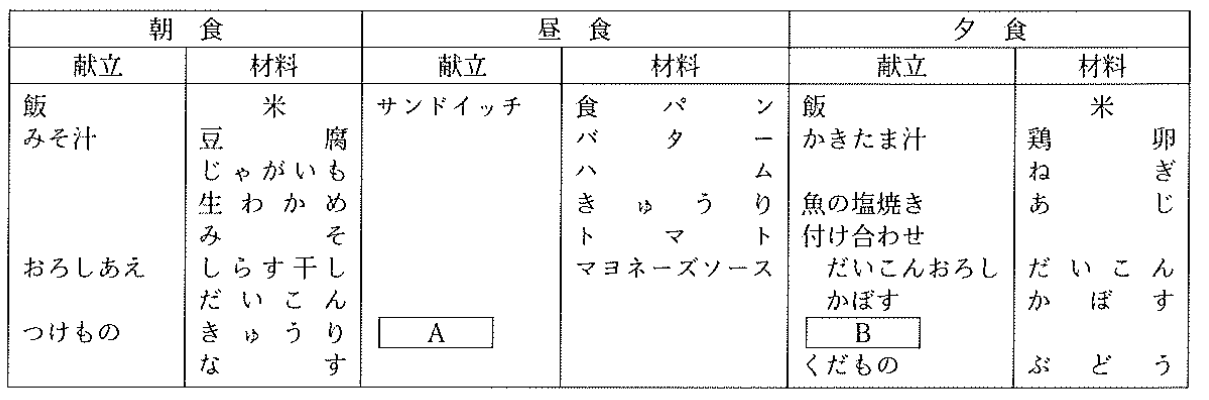 朝食 昼食 夕食
献立 材料 献立 材料 献立 材料
飯 米 サンドイッチ 食パン 飯 米
みそ汁 豆腐 バター かきたま汁 鶏卵
じゃがいも ハム ねぎ
生わかめ きゅうり 魚の塩焼き あじ
みそ トマト 付け合わせ
おろしあえ しらす干し マヨネーズソース だいこんおろし だいこん
だいこん かぼす かぼす
つけもの きゅうり A B
なす くだもの ぶどう